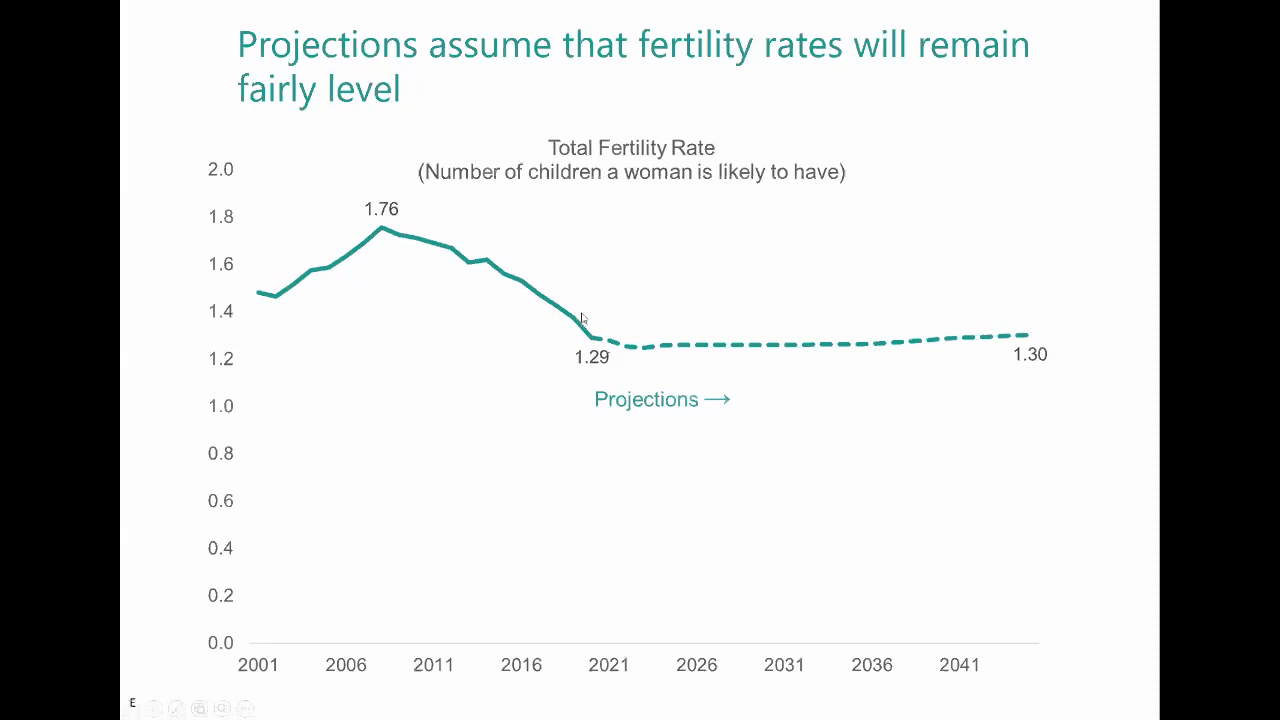 Projections assume that fertility rates will remain
fairly level
Total Fertility Rate
(Number of children a woman is likely to have)
2.0
1.8
1.6
1.4
1.2
1.0
0.8
0.6
0.4
0.2
0.0
1.76
1.29
1.30
Projections →
2001 2006 2011 2016 2021 2026 2031 2036 2041
E